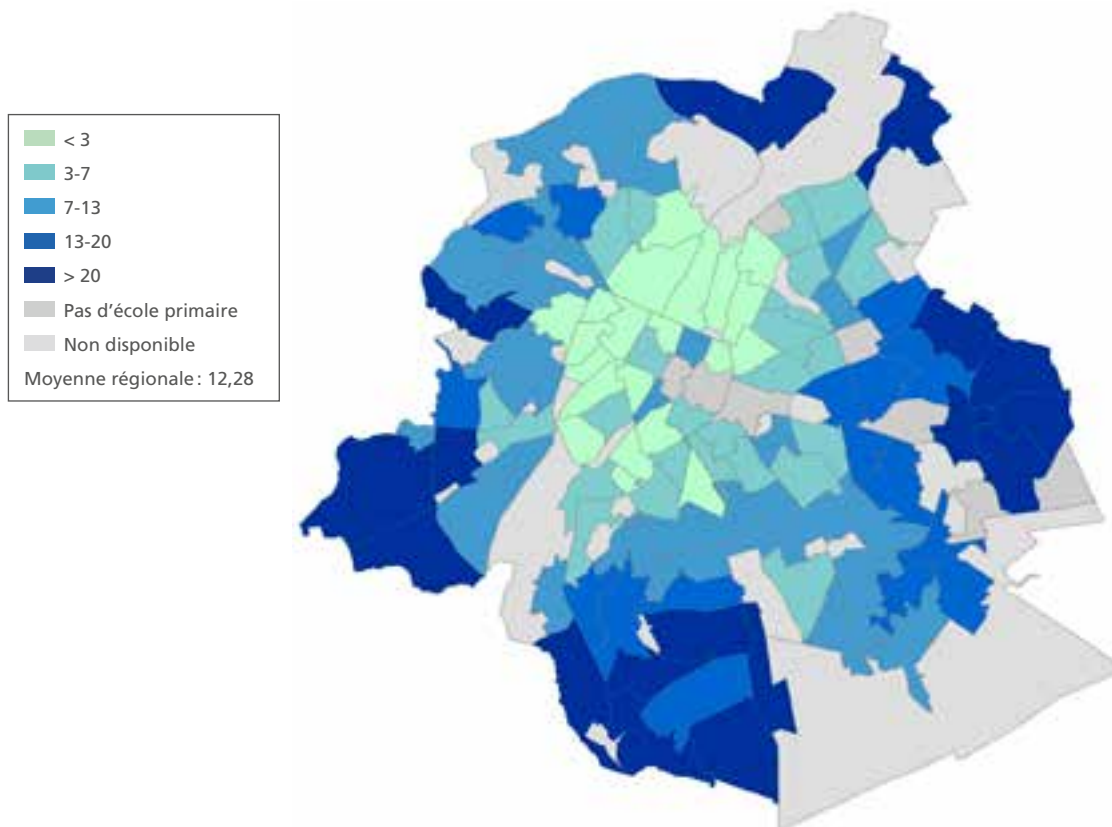 < 3
3-7
7-13
13-20
> 20
Pas d'école primaire
Non disponible
Moyenne régionale : 12,28